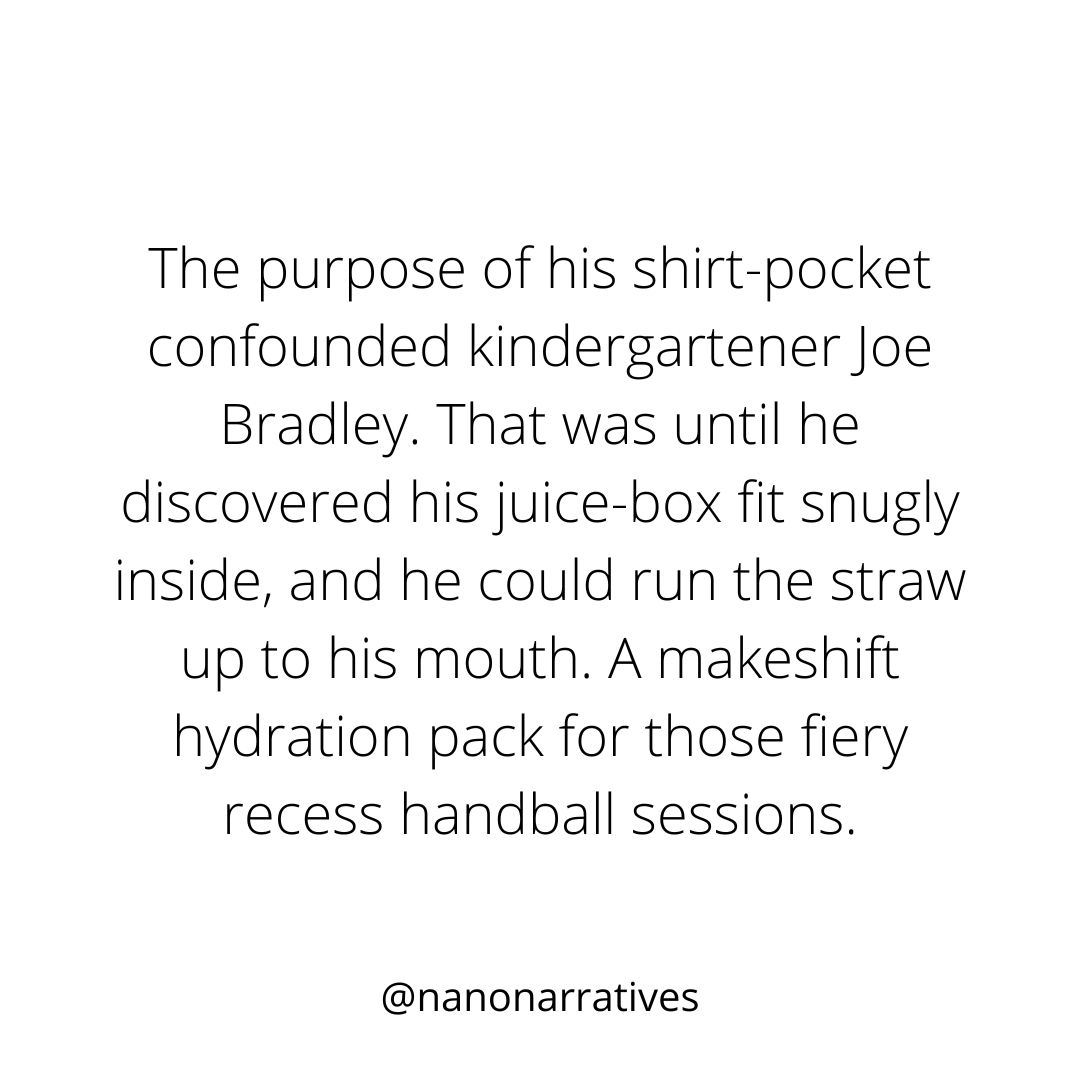 The purpose of his shirt-pocket
confounded kindergartener Joe
Bradley. That was until he
discovered his juice-box fit snugly
inside, and he could run the straw
up to his mouth. A makeshift
hydration pack for those fiery
recess handball sessions.
@nanonarratives